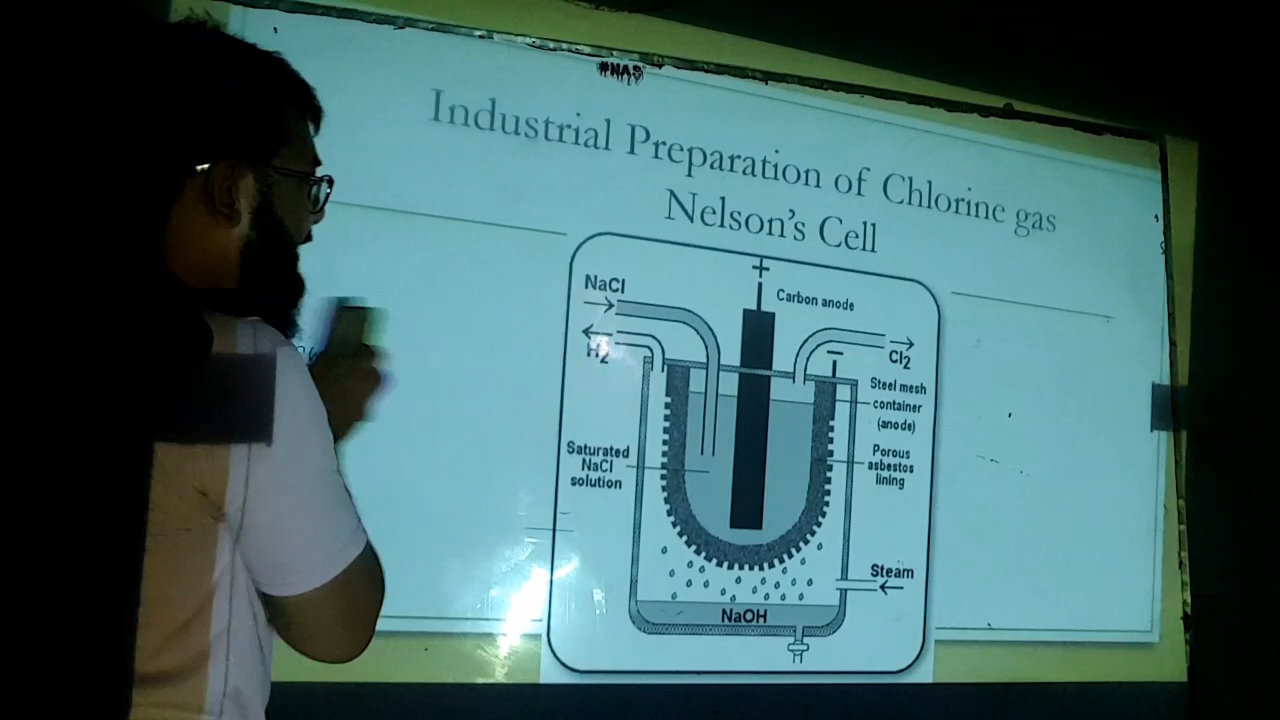 #NAS
Industrial Preparation of Chlorine gas
Nelson's Cell
+
NaCl
Carbon anode
H2
Cl2
−
Steel mesh
container
(anode)
Saturated
NaCl
solution
Porous
asbestos
lining
Steam
NaOH